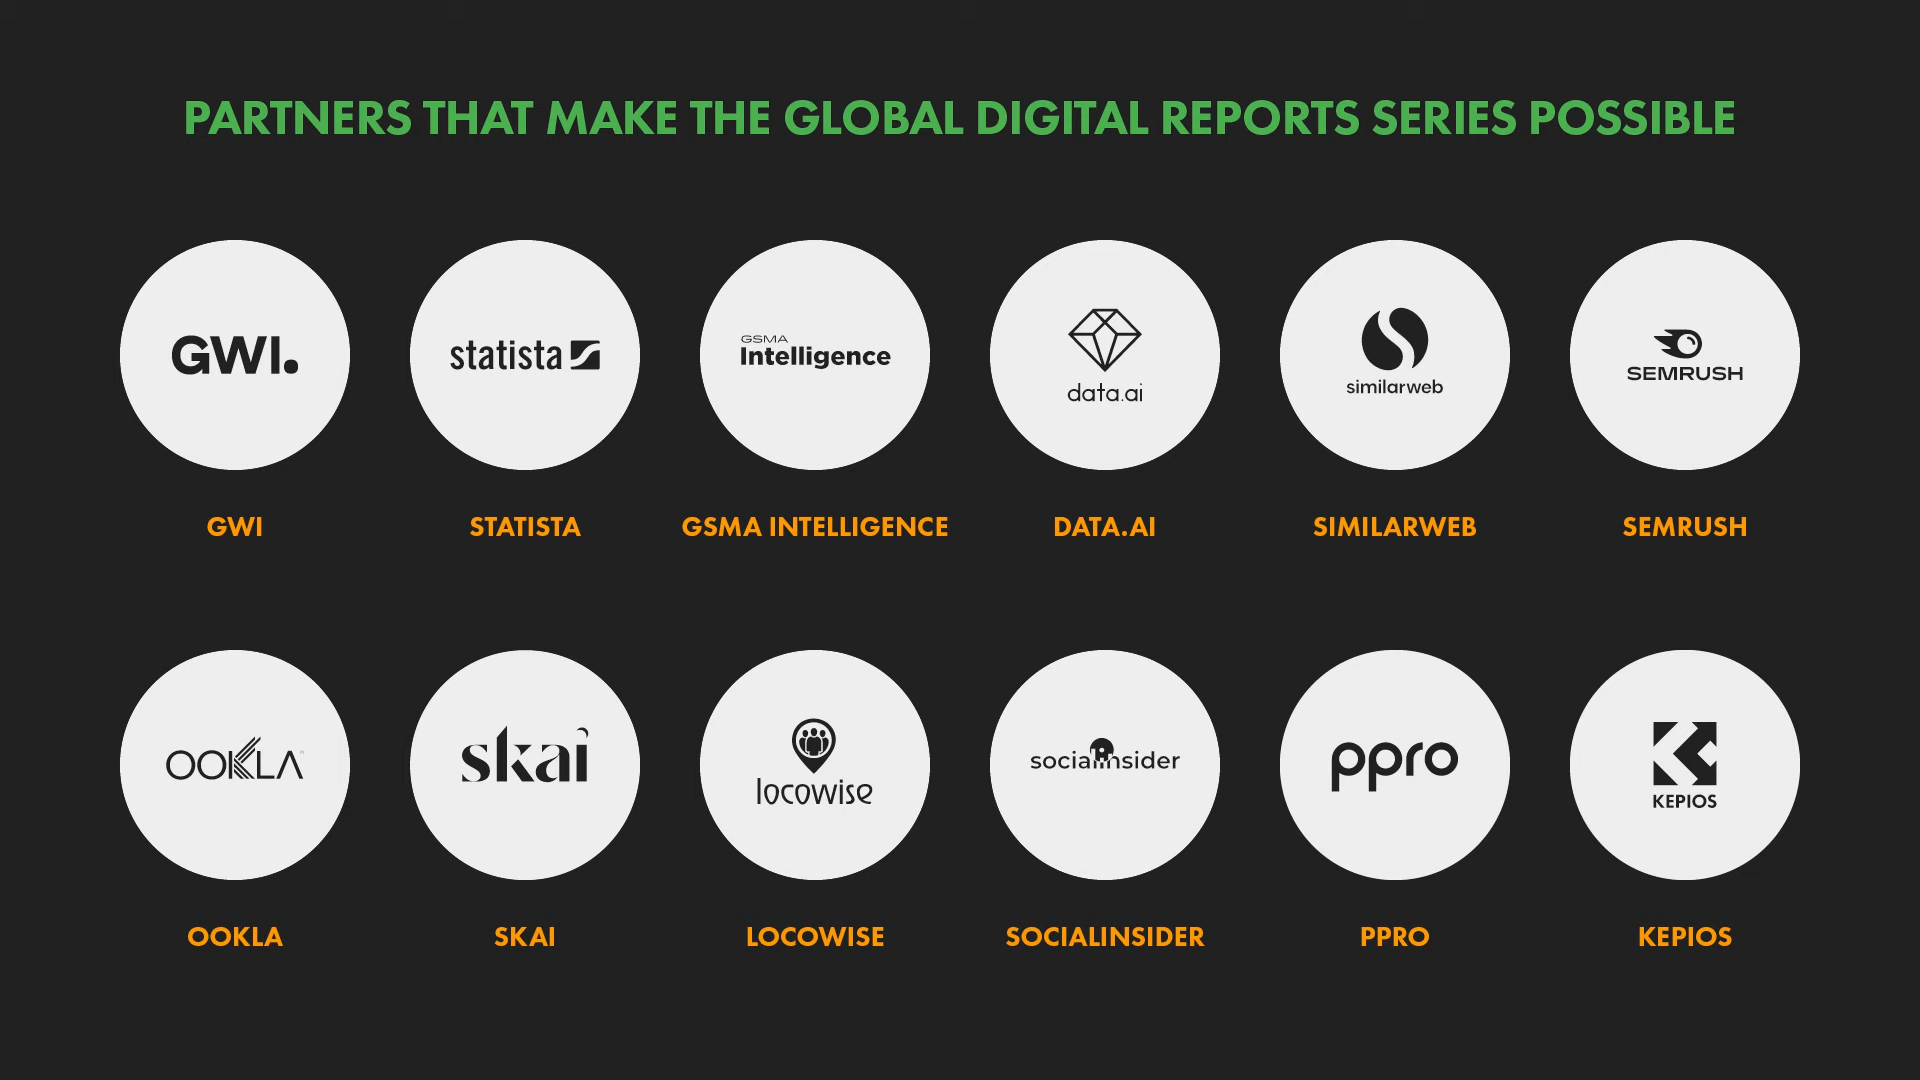 PARTNERS THAT MAKE THE GLOBAL DIGITAL REPORTS SERIES POSSIBLE
GWI.
statista
GSMA
Intelligence
data.ai
similarweb
SEMRUSH
GWI
STATISTA
GSMA INTELLIGENCE
DATA.AI
SIMILARWEB
SEMRUSH
OOKLA
skai
locowise
socialinsider
ppro
KEPIOS
OOKLA
SKAI
LOCOWISE
SOCIALINSIDER
PPRO
KEPIOS